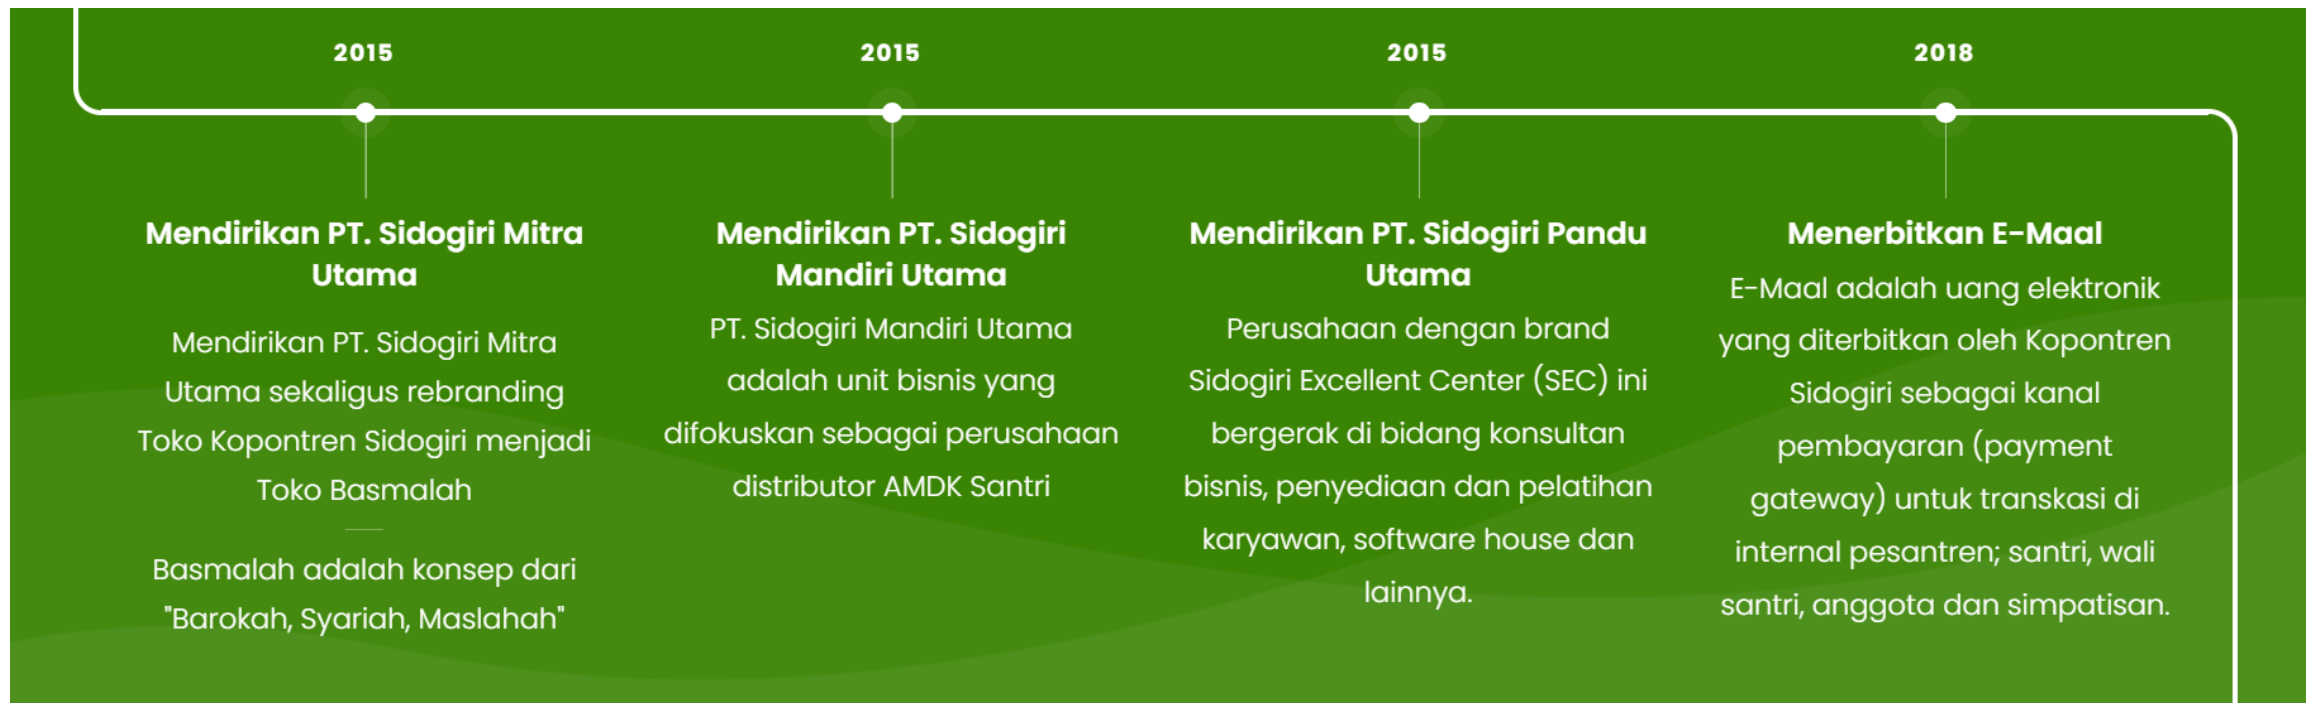 2015
Mendirikan PT. Sidogiri Mitra
Utama
Mendirikan PT. Sidogiri Mitra
Utama sekaligus rebranding
Toko Kopontren Sidogiri menjadi
Toko Basmalah
Basmalah adalah konsep dari
"Barokah, Syariah, Maslahah"
2015
Mendirikan PT. Sidogiri
Mandiri Utama
PT. Sidogiri Mandiri Utama
adalah unit bisnis yang
difokuskan sebagai perusahaan
distributor AMDK Santri
2015
Mendirikan PT. Sidogiri Pandu
Utama
Perusahaan dengan brand
Sidogiri Excellent Center (SEC) ini
bergerak di bidang konsultan
bisnis, penyediaan dan pelatihan
karyawan, software house dan
lainnya.
2018
Menerbitkan E-Maal
E-Maal adalah uang elektronik
yang diterbitkan oleh Kopontren
Sidogiri sebagai kanal
pembayaran (payment
gateway) untuk transkasi di
internal pesantren; santri, wali
santri, anggota dan simpatisan.